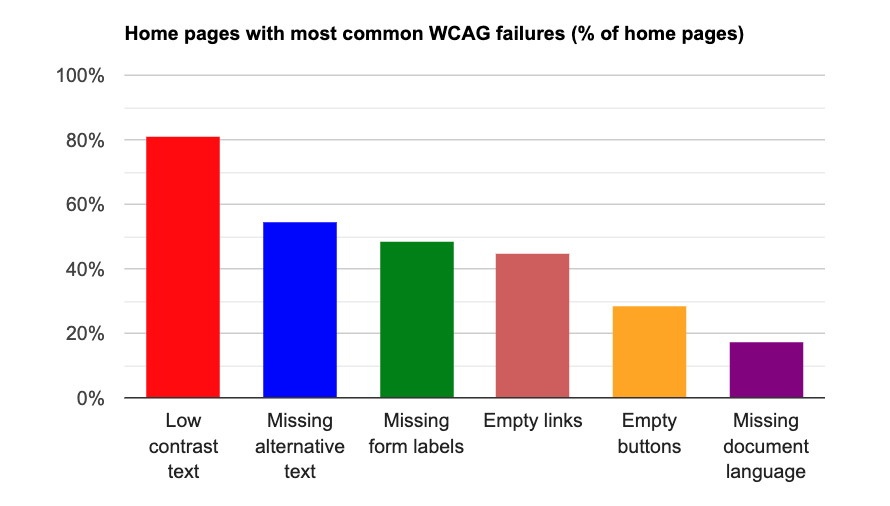 Home pages with most common WCAG failures (% of home pages)
100%
80%
60%
40%
20%
0%
Low
contrast
text
Missing
alternative
text
Missing
form labels
Empty links
Empty
buttons
Missing
document
language